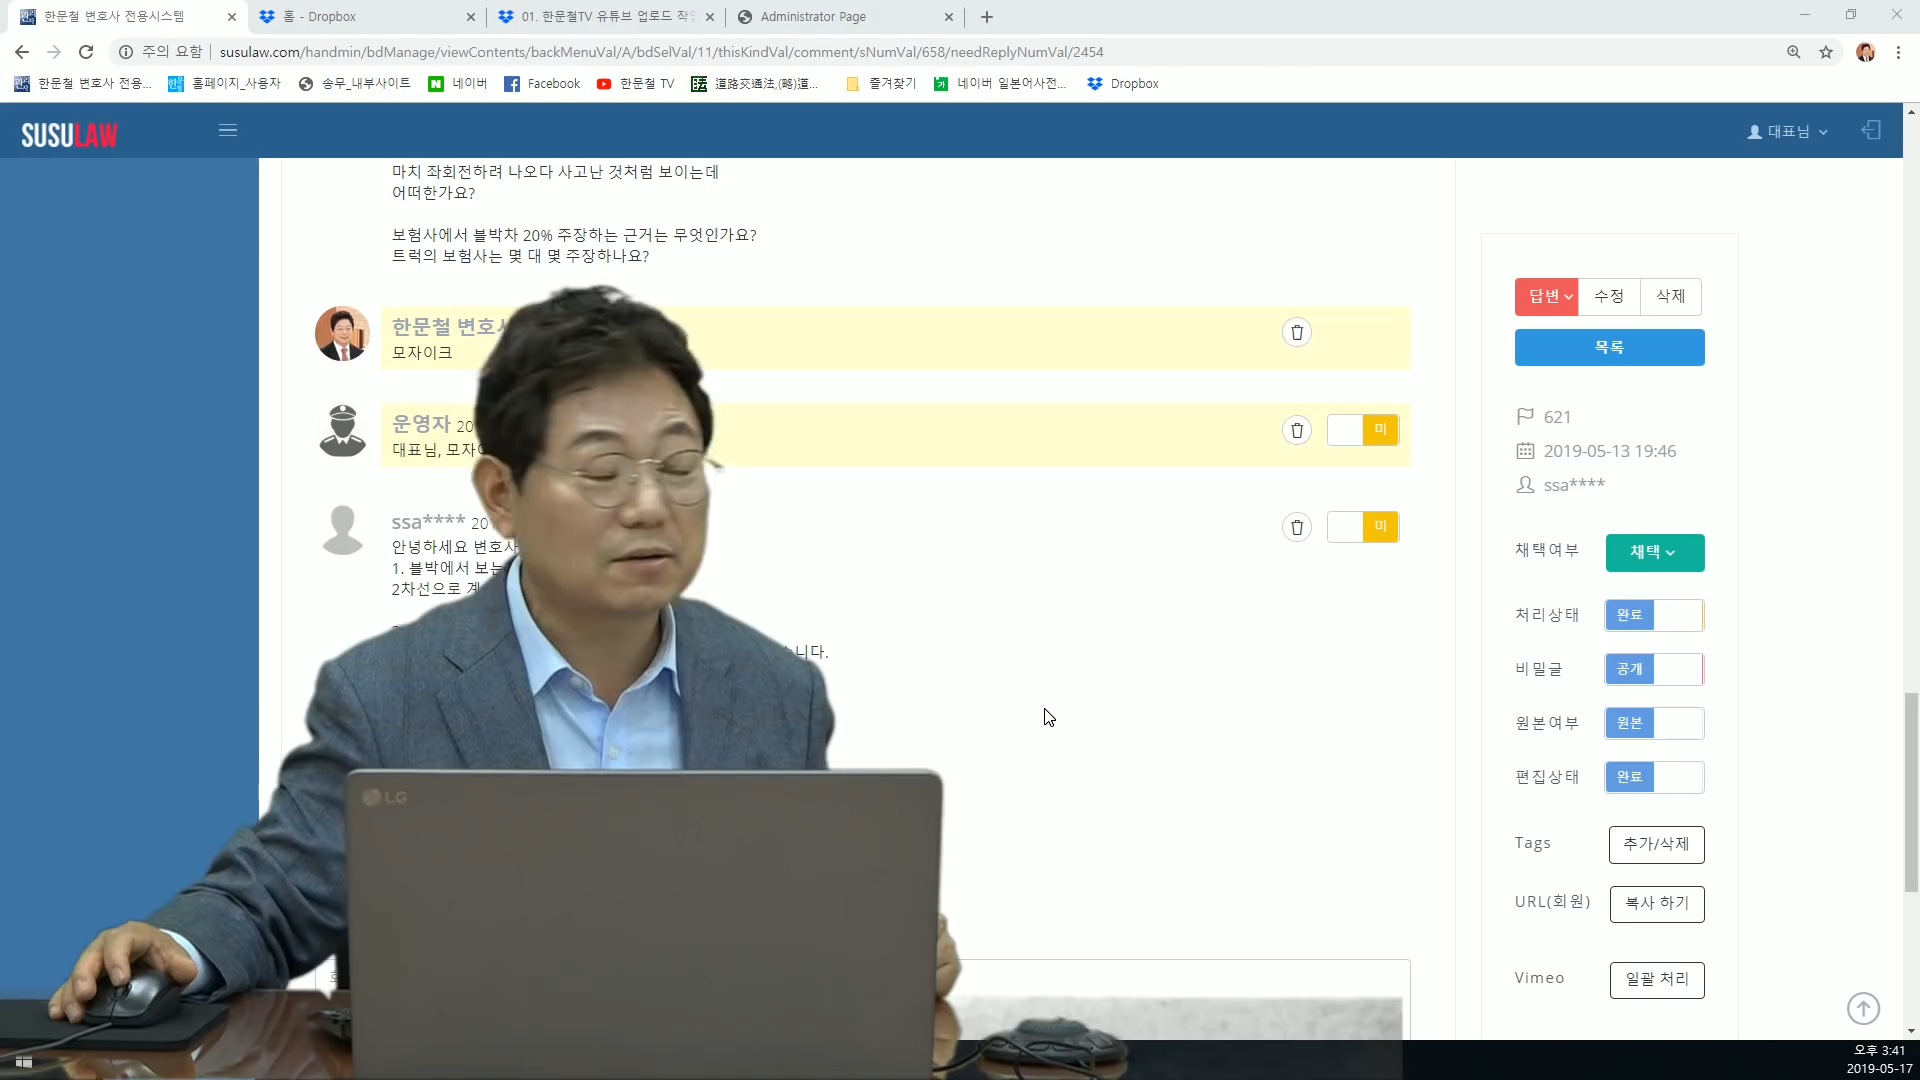 한문철 변호사 전용시스템
홈 - Dropbox
01. 한문철TV 유튜브 업로드 작업
Administrator Page
주의 요함
susulaw.com/handmin/bdManage/viewContents/backMenuVal/A/bdSelVal/11/thisKindVal/comment/sNumVal/658/needReplyNumVal/2454
한문철 변호사 전용...
홈페이지_사용자
송무_내부사이트
네이버
Facebook
한문철 TV
道路交通法,(略)道...
즐겨찾기
네이버 일본어사전...
Dropbox
SUSULAW
대표님
마치 좌회전하려 나오다 사고난 것처럼 보이는데
어떠한가요?
보험사에서 블박차 20% 주장하는 근거는 무엇인가요?
트럭의 보험사는 몇 대 몇 주장하나요?
한문철 변호사
모자이크
운영자 20
대표님, 모자이
미
ssa**** 20
안녕하세요 변호사
1. 블박에서 보는
2차선으로 계
습니다.
미
LG
답변
수정
삭제
목록
621
2019-05-13 19:46
ssa****
채택여부
채택
처리상태
완료
비밀글
공개
원본여부
원본
편집상태
완료
Tags
추가/삭제
URL(회원)
복사 하기
Vimeo
일괄 처리
오후 3:41
2019-05-17